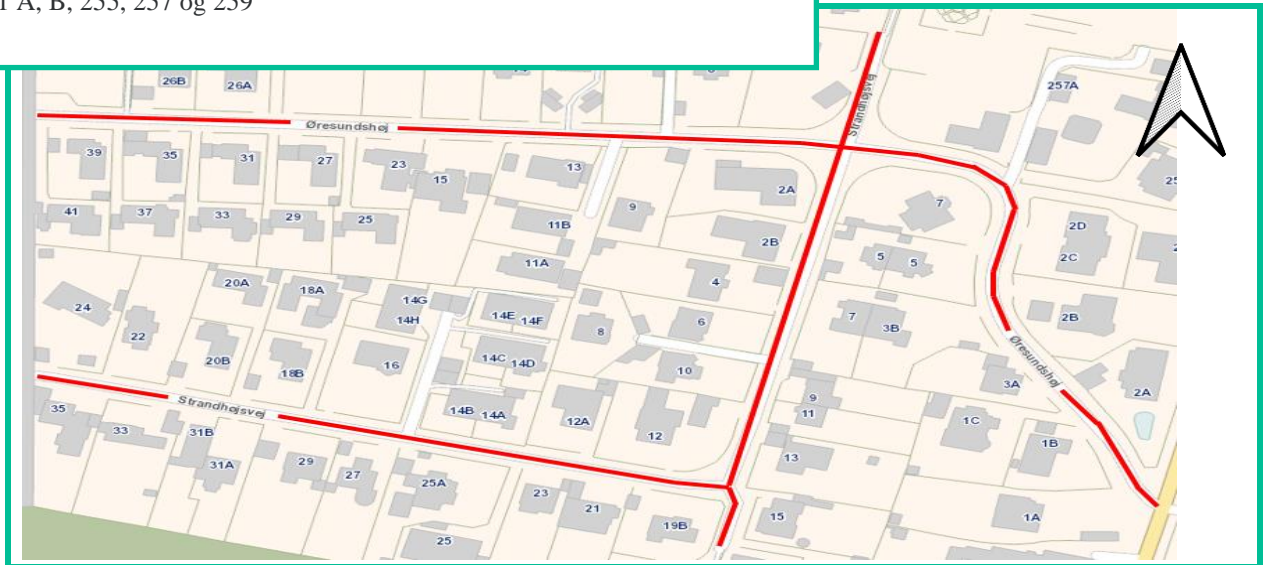 1 A, B, 255, 257 og 259
26B
26A
257A
Strandhøjsvej
Øresundshøj
39
35
31
27
23
15
13
2A
25
41
37
33
29
25
11B
9
7
2D
2B
2C
5
5
11A
4
20A
18A
14G
24
14H
14E
14F
8
6
7
3B
2B
22
20B
18B
16
14C
14D
10
Øresundshøj
3A
2A
Strandhøjsvej
9
11
35
33
31B
14B
14A
12A
12
1C
1B
31A
29
27
25A
13
23
21
19B
15
1A
25